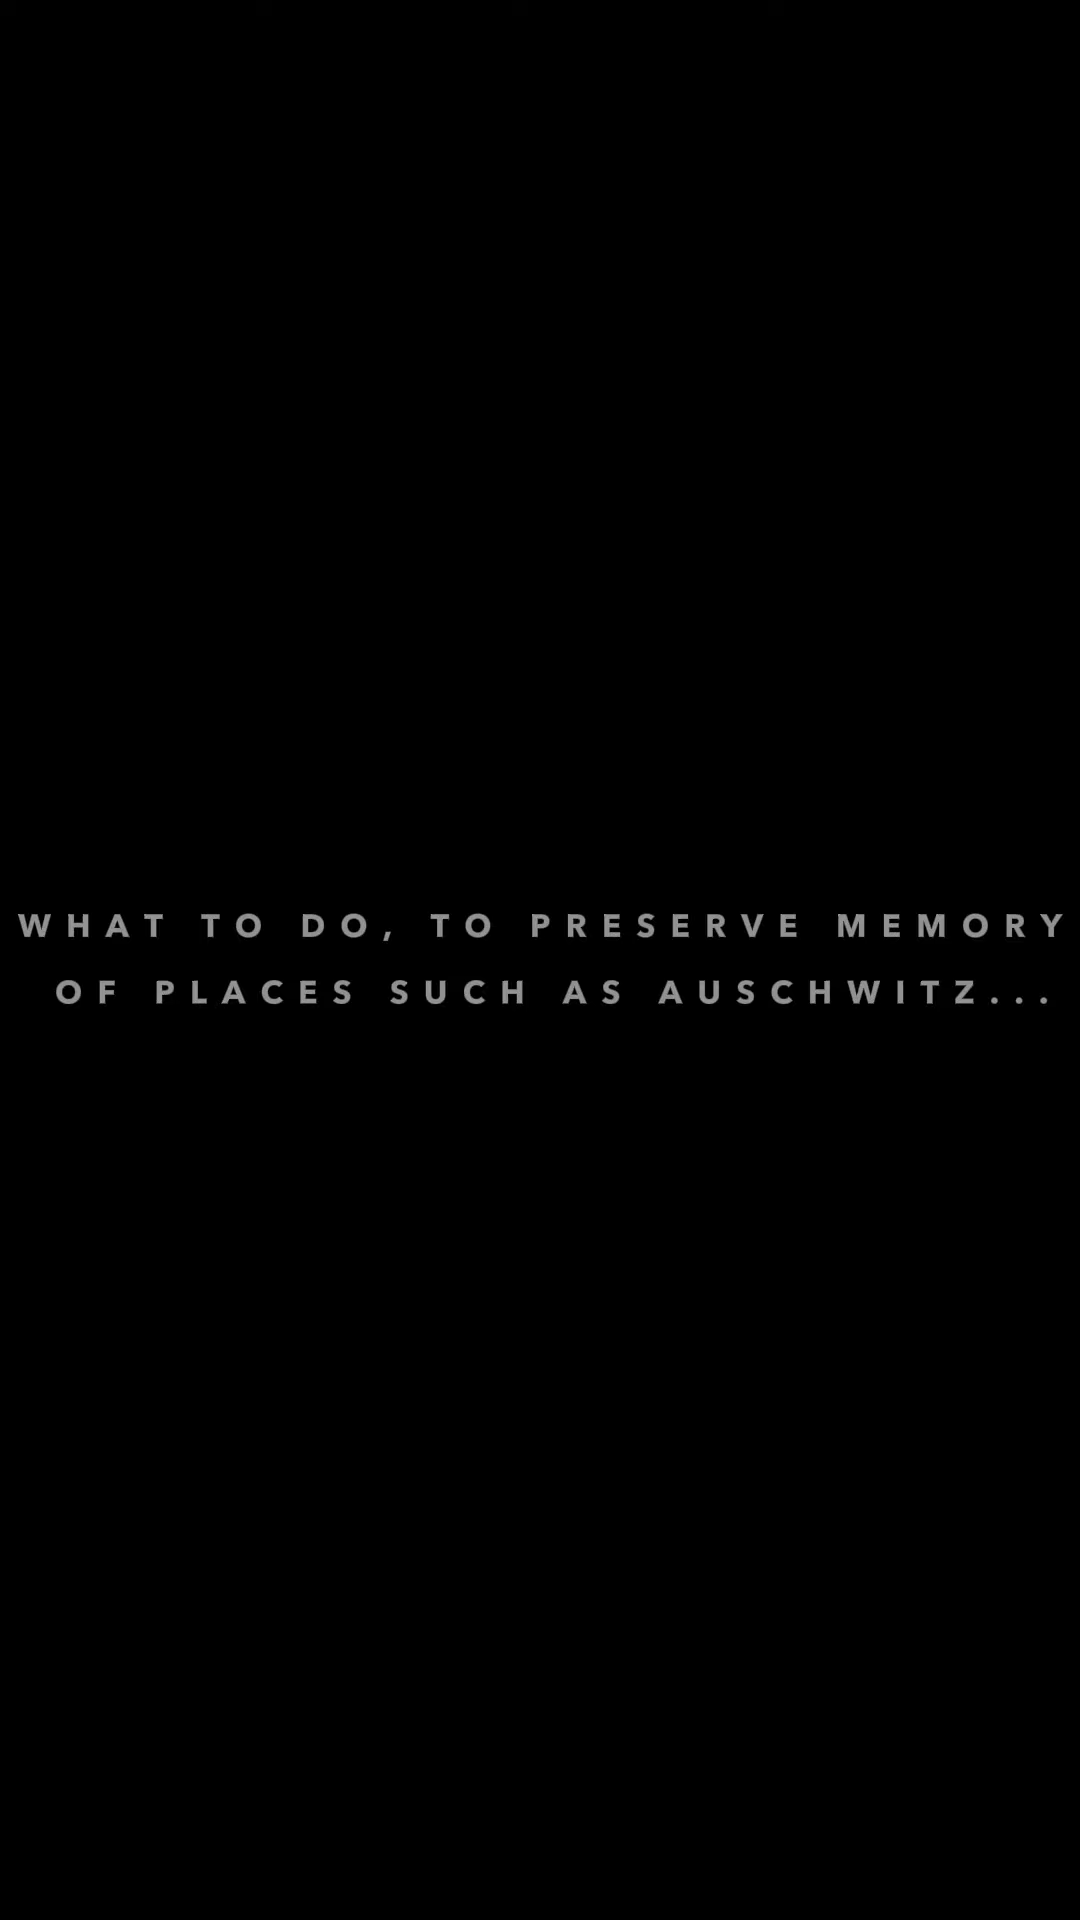 WHAT TO DO, TO PRESERVE MEMORY
OF PLACES SUCH AS AUSCHWITZ...